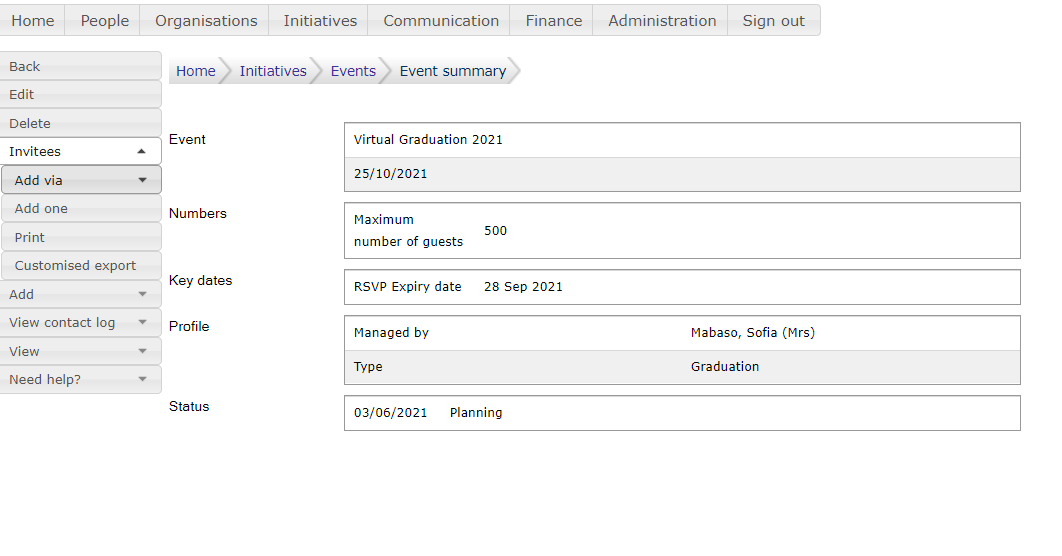 Home People Organisations Initiatives Communication Finance Administration Sign out
Back
Edit
Delete
Invitees
Add via
Add one
Print
Customised export
Add
View contact log
View
Need help?
Home Initiatives Events Event summary
Event
Virtual Graduation 2021
25/10/2021
Numbers
Maximum
number of guests
500
Key dates
RSVP Expiry date 28 Sep 2021
Profile
Managed by Mabaso, Sofia (Mrs)
Type Graduation
Status
03/06/2021 Planning